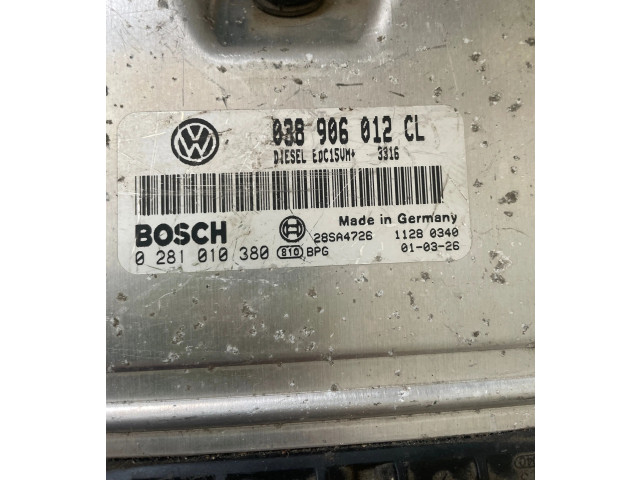 038 906 012 CL
DIESEL EDC15VM+ 3316
BOSCH
Made in Germany
28SA4726 1128 0340
0 281 010 380 810 BPG 01-03-26